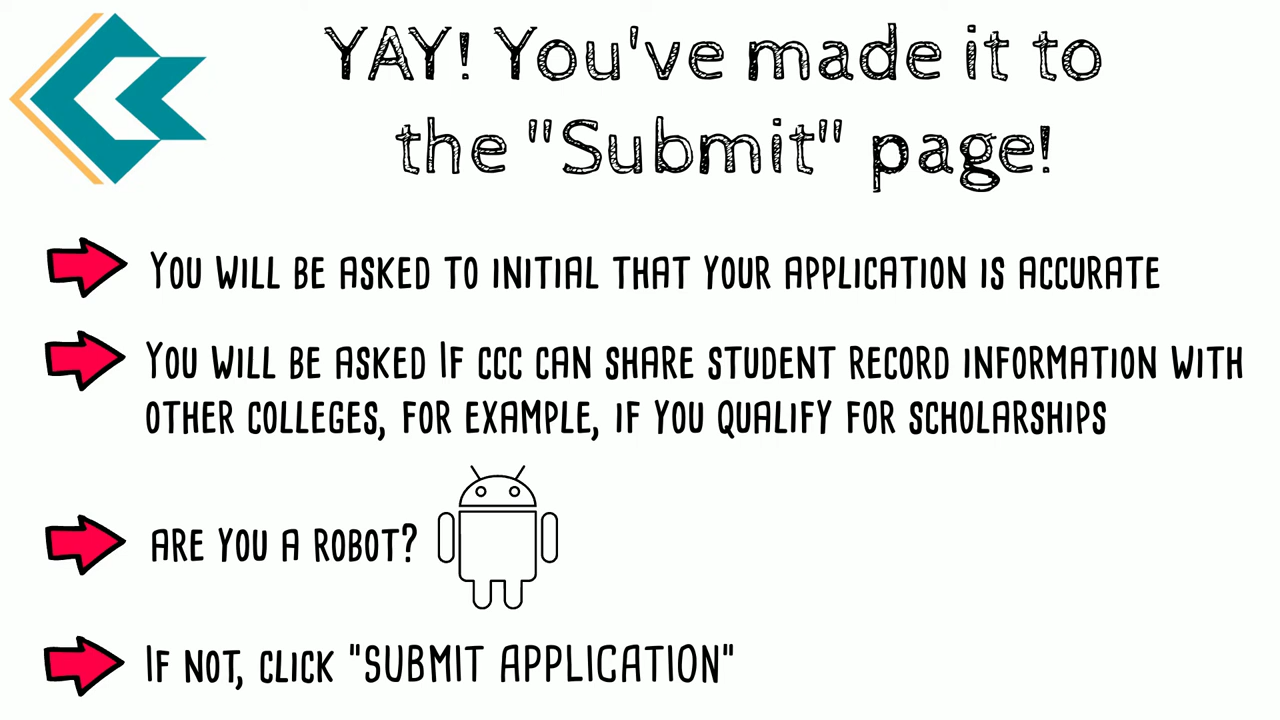 YAY! You've made it to
the "Submit" page!
You will be asked to initial that your application is accurate
You will be asked If ccc can share student record information with
other colleges, for example, if you qualify for scholarships
are you a robot?
If not, click "SUBMIT APPLICATION"